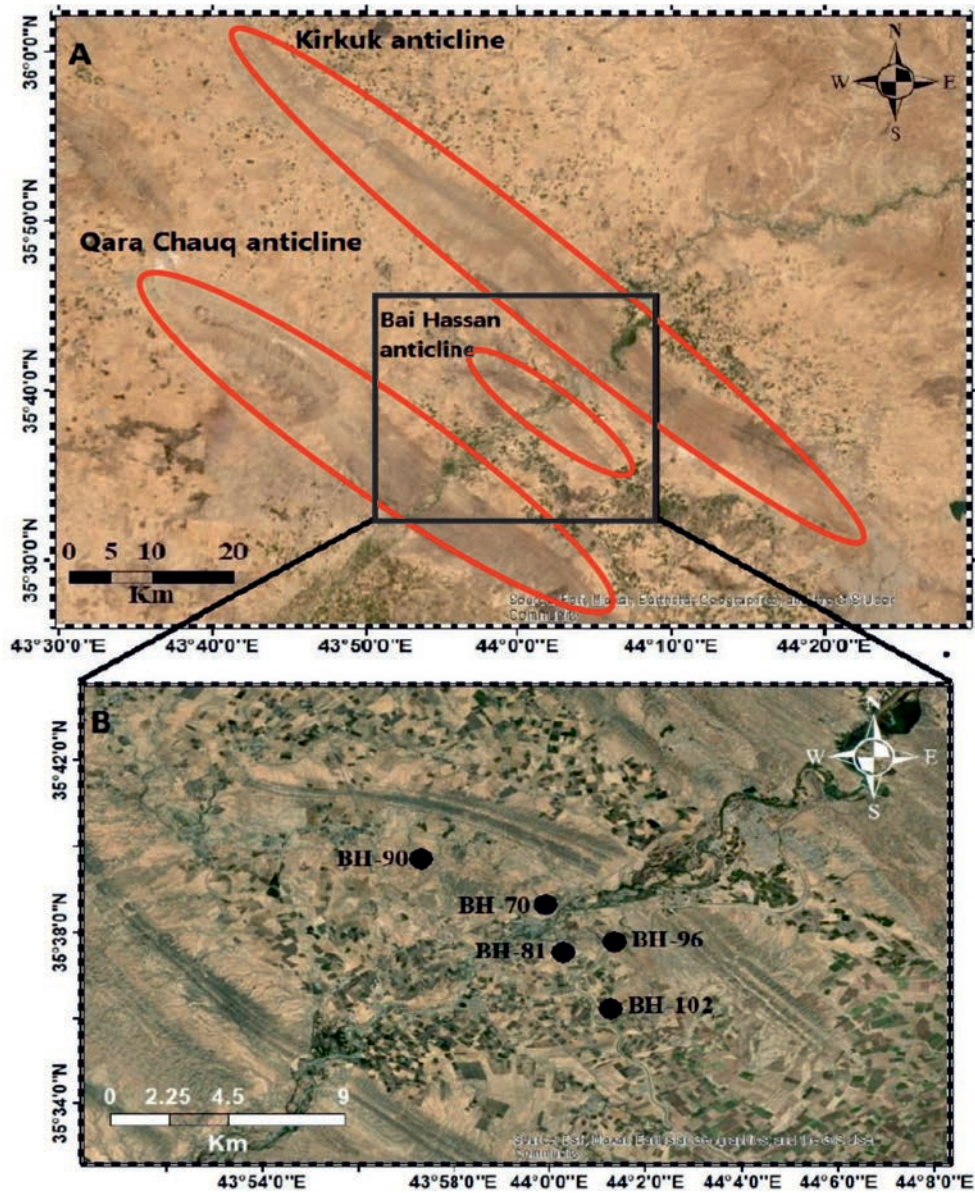 A
Kirkuk anticline
N
W
E
S
Qara Chauq anticline
Bai Hassan
anticline
36°0'0"N
35°50'0"N
35°40'0"N
35°30'0"N
0 5 10 20
Km
43°30'0"E 43°40'0"E 43°50'0"E 44°0'0"E 44°10'0"E 44°20'0"E
B
N
W
E
S
35°42'0"N
35°38'0"N
35°34'0"N
BH-90
BH-70
BH-81
BH-96
BH-102
0 2.25 4.5 9
Km
43°54'0"E 43°58'0"E 44°0'0"E 44°2'0"E 44°4'0"E 44°6'0"E 44°8'0"E